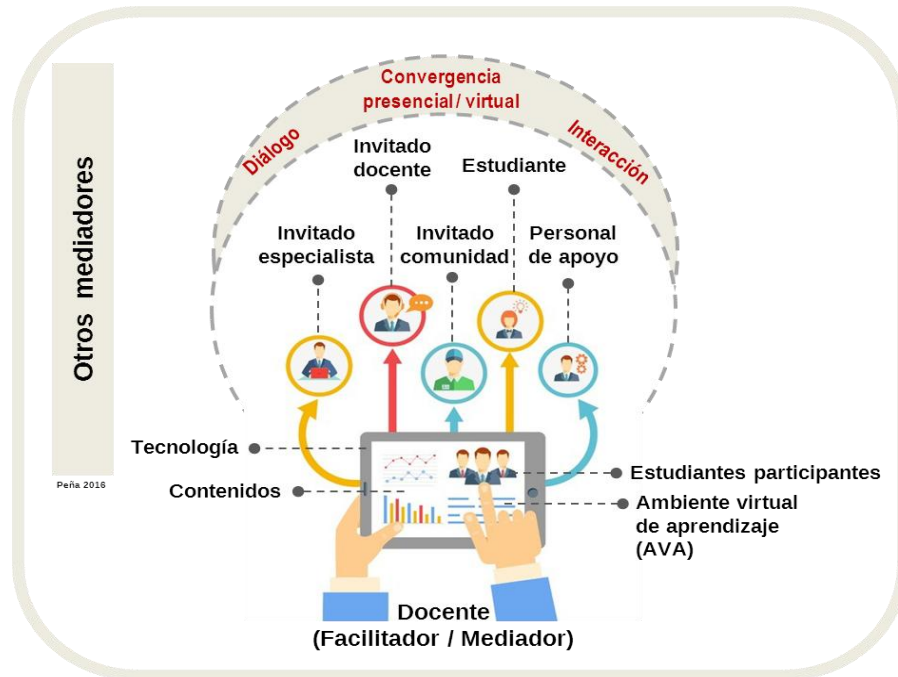 Convergencia
presencial/ virtual
Diálogo
Interacción
Otros mediadores
Invitado
docente
Estudiante
Invitado
especialista
Invitado
comunidad
Personal
de apoyo
Tecnología
Contenidos
Estudiantes participantes
Ambiente virtual
de aprendizaje
(AVA)
Peña 2016
Docente
(Facilitador / Mediador)